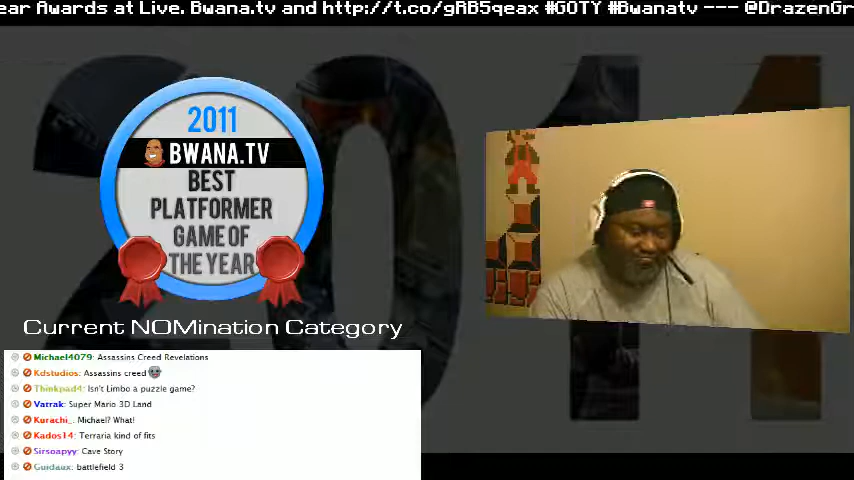 ear Awards at Live. Bwana.tv and http://t.co/gRB5qeax #GOTY #Bwanatv --- @DrazenGr
2011
BWANA.TV
BEST
PLATFORMER
GAME OF
THE YEAR
2011
Current NOMination Category
Michael4079: Assassins Creed Revelations
Kdstudios: Assassins creed
Thinkpad4: Isn't Limbo a puzzle game?
Vatrak: Super Mario 3D Land
Kurachi_: Michael? What!
Kados14: Terraria kind of fits
Sirsoapyy: Cave Story
Guidaux: battlefield 3